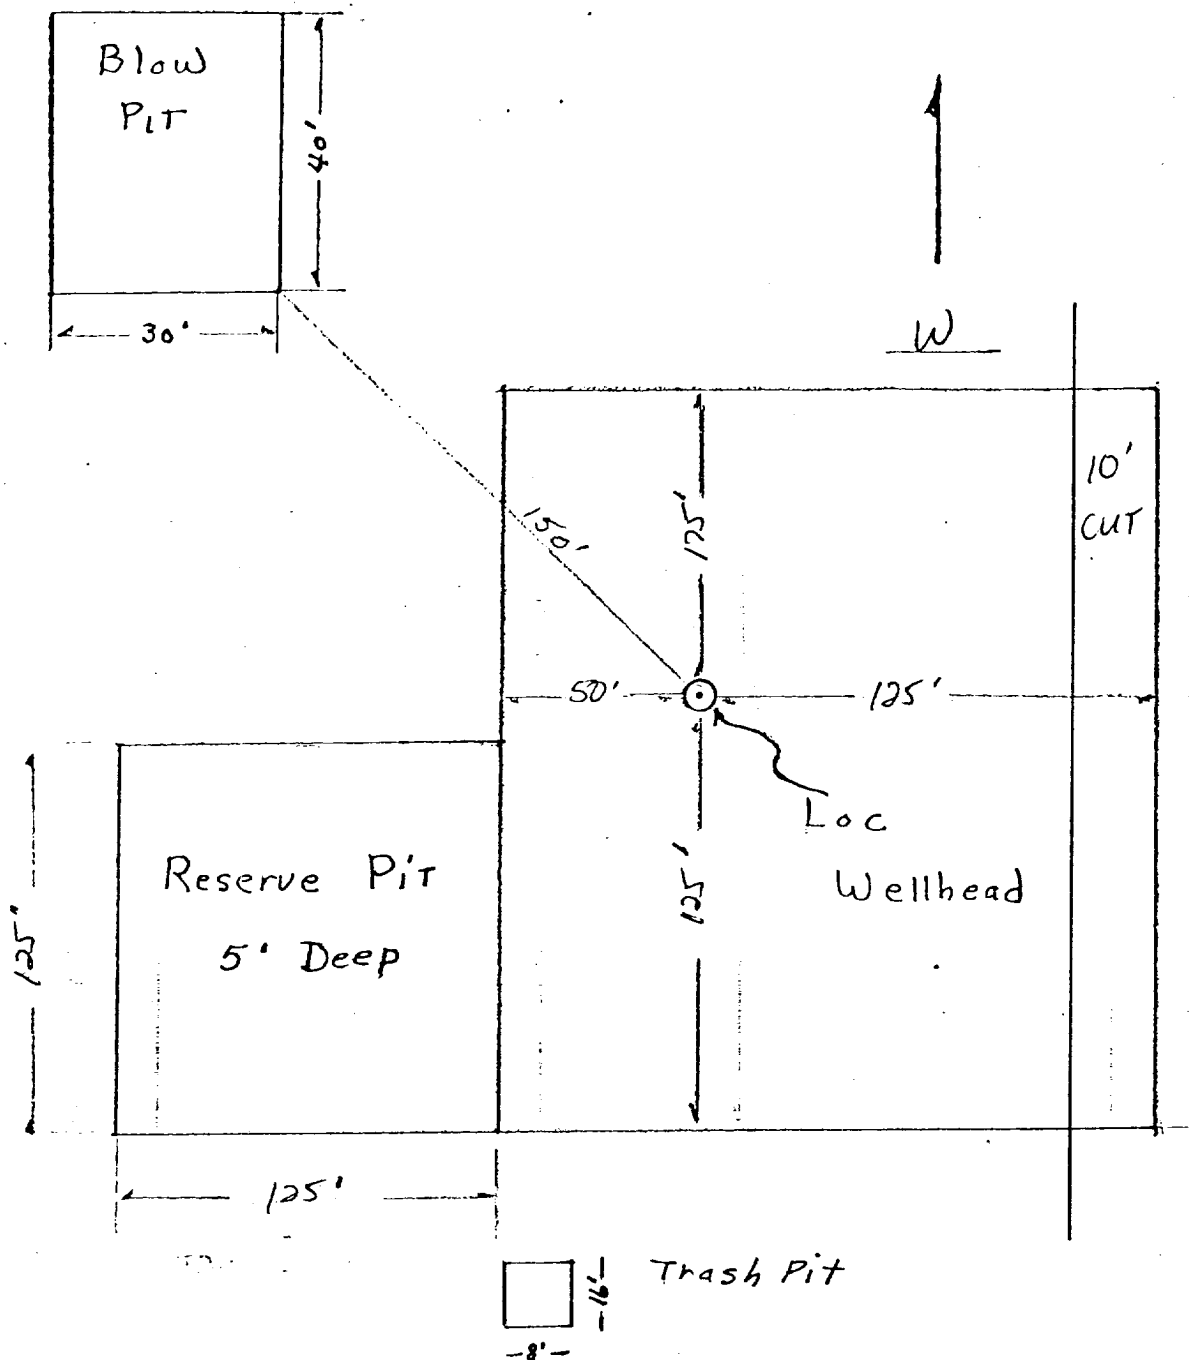 Blow
PIT
40'
30'
W
10'
CUT
125'
150'
50'
125'
Loc
Wellhead
125'
Reserve PiT
5' Deep
125'
125'
Trash Pit
16'
8'